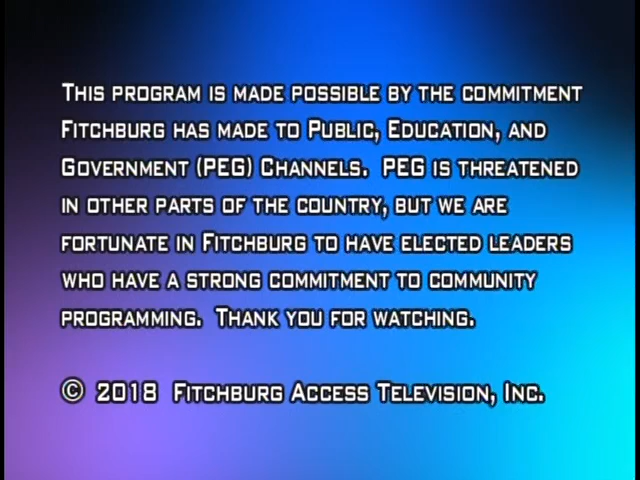 This program is made possible by the commitment
Fitchburg has made to Public, Education, and
Government (PEG) Channels. PEG is threatened
in other parts of the country, but we are
fortunate in Fitchburg to have elected leaders
who have a strong commitment to community
programming. Thank you for watching.
© 2018 Fitchburg Access Television, Inc.